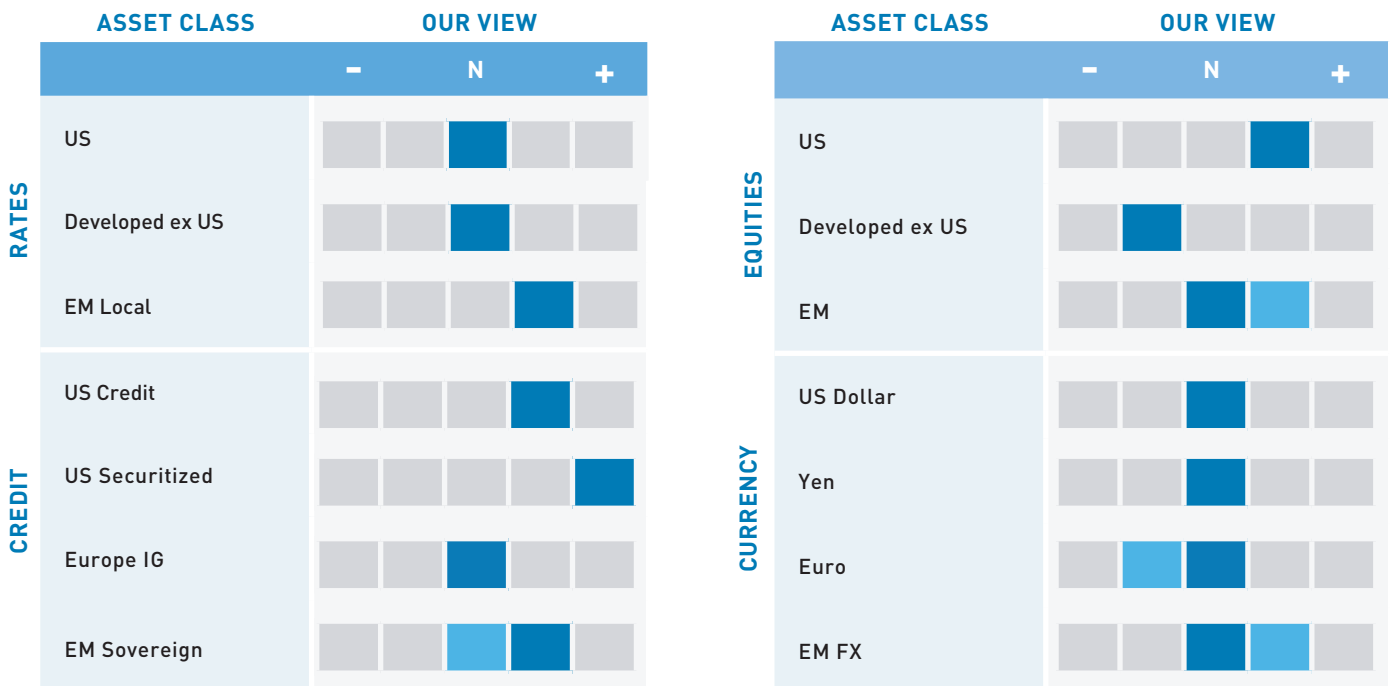 ASSET CLASS OUR VIEW
- N +
RATES
US
Developed ex US
EM Local
CREDIT
US Credit
US Securitized
Europe IG
EM Sovereign
ASSET CLASS OUR VIEW
- N +
EQUITIES
US
Developed ex US
EM
CURRENCY
US Dollar
Yen
Euro
EM FX